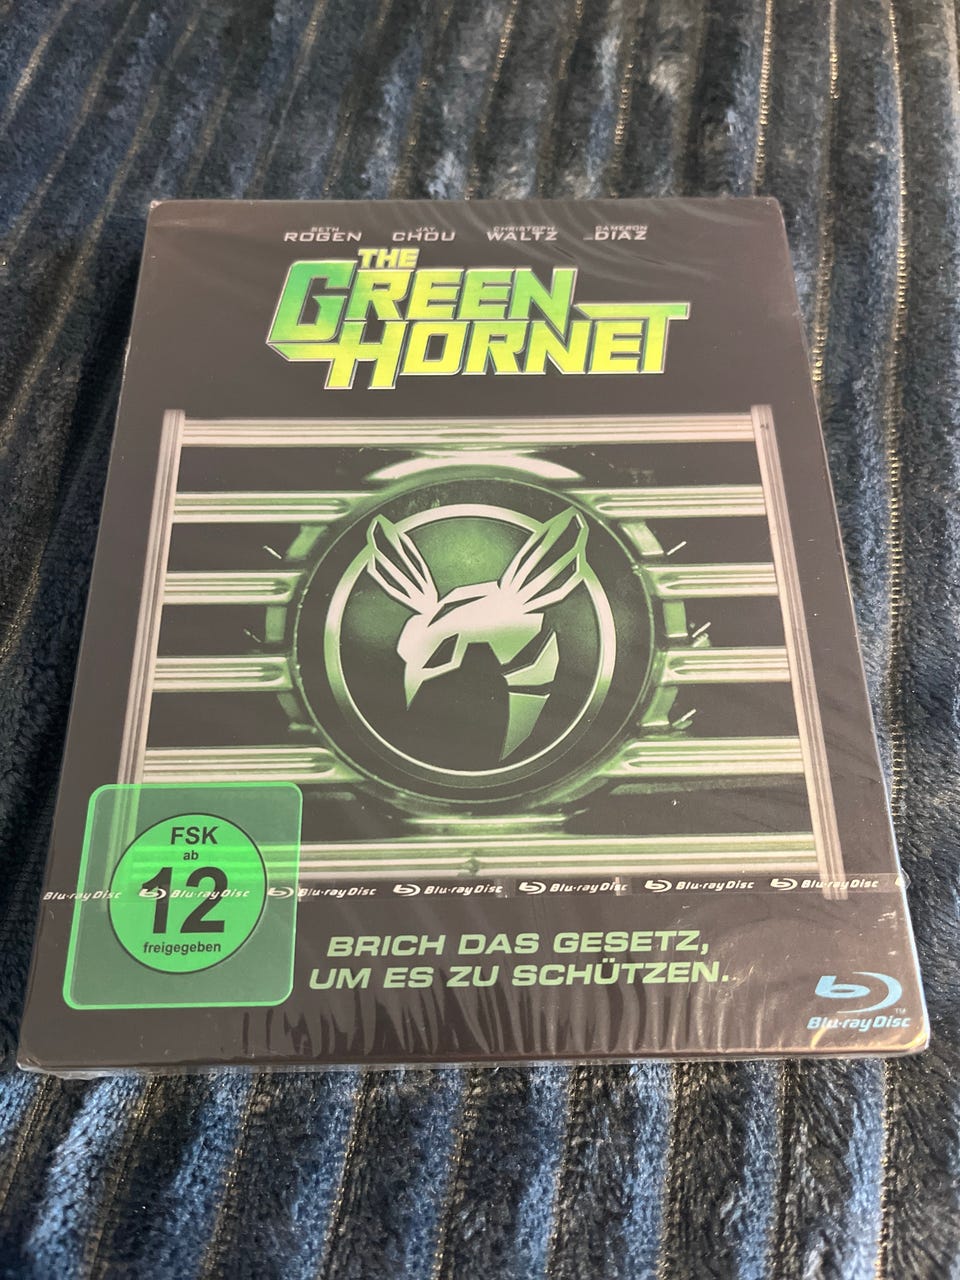 SETH ROGEN JAY CHOU CHRISTOPH WALTZ CAMERON DIAZ
THE
GREEN
HORNET
FSK
ab
12
freigegeben
Blu-ray Disc Blu-ray Disc Blu-ray Disc Blu-ray Disc Blu-ray Disc Blu-ray Disc Blu-ray Disc
BRICH DAS GESETZ,
UM ES ZU SCHÜTZEN.
Blu-ray Disc™